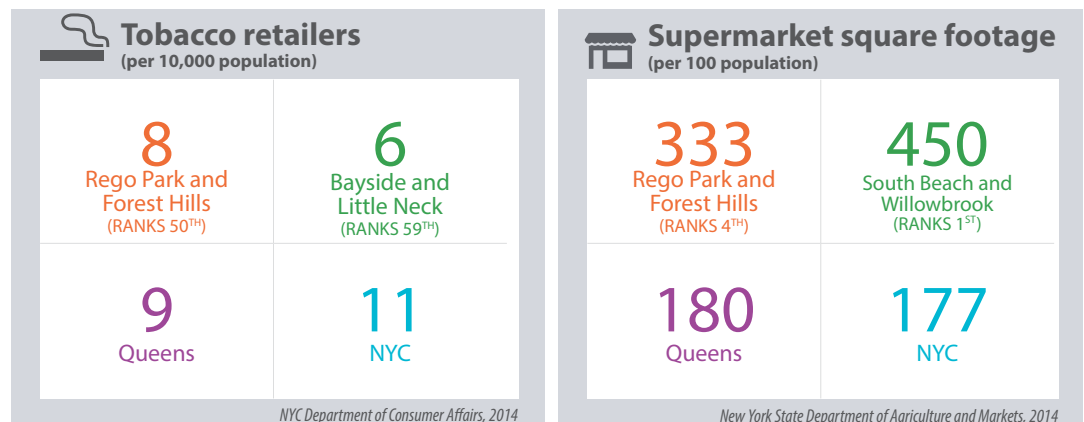 Tobacco retailers
(per 10,000 population)
8
Rego Park and
Forest Hills
(RANKS 50TH)
6
Bayside and
Little Neck
(RANKS 59TH)
9
Queens
11
NYC
NYC Department of Consumer Affairs, 2014
Supermarket square footage
(per 100 population)
333
Rego Park and
Forest Hills
(RANKS 4TH)
450
South Beach and
Willowbrook
(RANKS 1ST)
180
Queens
177
NYC
New York State Department of Agriculture and Markets, 2014